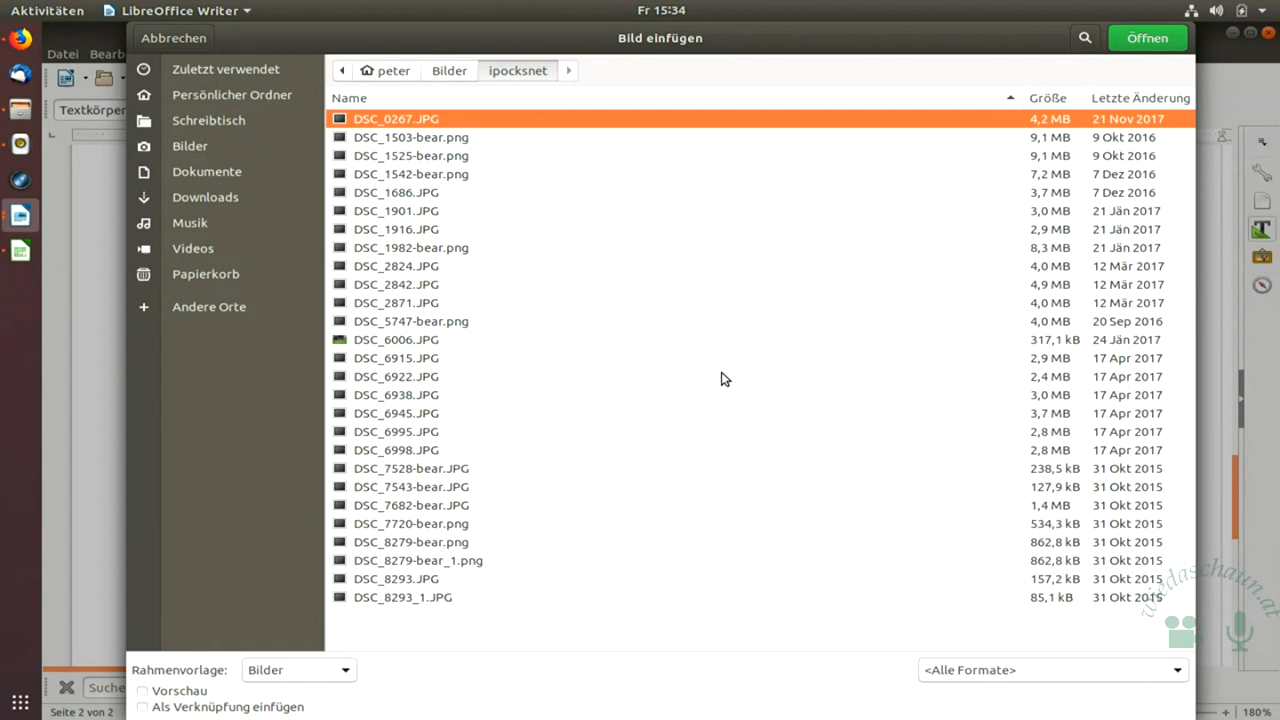 Aktivitäten LibreOffice Writer Fr 15:34
Abbrechen Bild einfügen Öffnen
Datei Bearb
Textkörper
Zuletzt verwendet
Persönlicher Ordner
Schreibtisch
Bilder
Dokumente
Downloads
Musik
Videos
Papierkorb
Andere Orte
peter Bilder ipocksnet
Name Größe Letzte Änderung
DSC_0267.JPG 4,2 MB 21 Nov 2017
DSC_1503-bear.png 9,1 MB 9 Okt 2016
DSC_1525-bear.png 9,1 MB 9 Okt 2016
DSC_1542-bear.png 7,2 MB 7 Dez 2016
DSC_1686.JPG 3,7 MB 7 Dez 2016
DSC_1901.JPG 3,0 MB 21 Jän 2017
DSC_1916.JPG 2,9 MB 21 Jän 2017
DSC_1982-bear.png 8,3 MB 21 Jän 2017
DSC_2824.JPG 4,0 MB 12 Mär 2017
DSC_2842.JPG 4,9 MB 12 Mär 2017
DSC_2871.JPG 4,0 MB 12 Mär 2017
DSC_5747-bear.png 4,0 MB 20 Sep 2016
DSC_6006.JPG 317,1 kB 24 Jän 2017
DSC_6915.JPG 2,9 MB 17 Apr 2017
DSC_6922.JPG 2,4 MB 17 Apr 2017
DSC_6938.JPG 3,0 MB 17 Apr 2017
DSC_6945.JPG 3,7 MB 17 Apr 2017
DSC_6995.JPG 2,8 MB 17 Apr 2017
DSC_6998.JPG 2,8 MB 17 Apr 2017
DSC_7528-bear.JPG 238,5 kB 31 Okt 2015
DSC_7543-bear.JPG 127,9 kB 31 Okt 2015
DSC_7682-bear.JPG 1,4 MB 31 Okt 2015
DSC_7720-bear.png 534,3 kB 31 Okt 2015
DSC_8279-bear.png 862,8 kB 31 Okt 2015
DSC_8279-bear_1.png 862,8 kB 31 Okt 2015
DSC_8293.JPG 157,2 kB 31 Okt 2015
DSC_8293_1.JPG 85,1 kB 31 Okt 2015
wiedaschaun.at
Rahmenvorlage: Bilder <Alle Formate>
Vorschau
Als Verknüpfung einfügen
Suche
Seite 2 von 2 180%